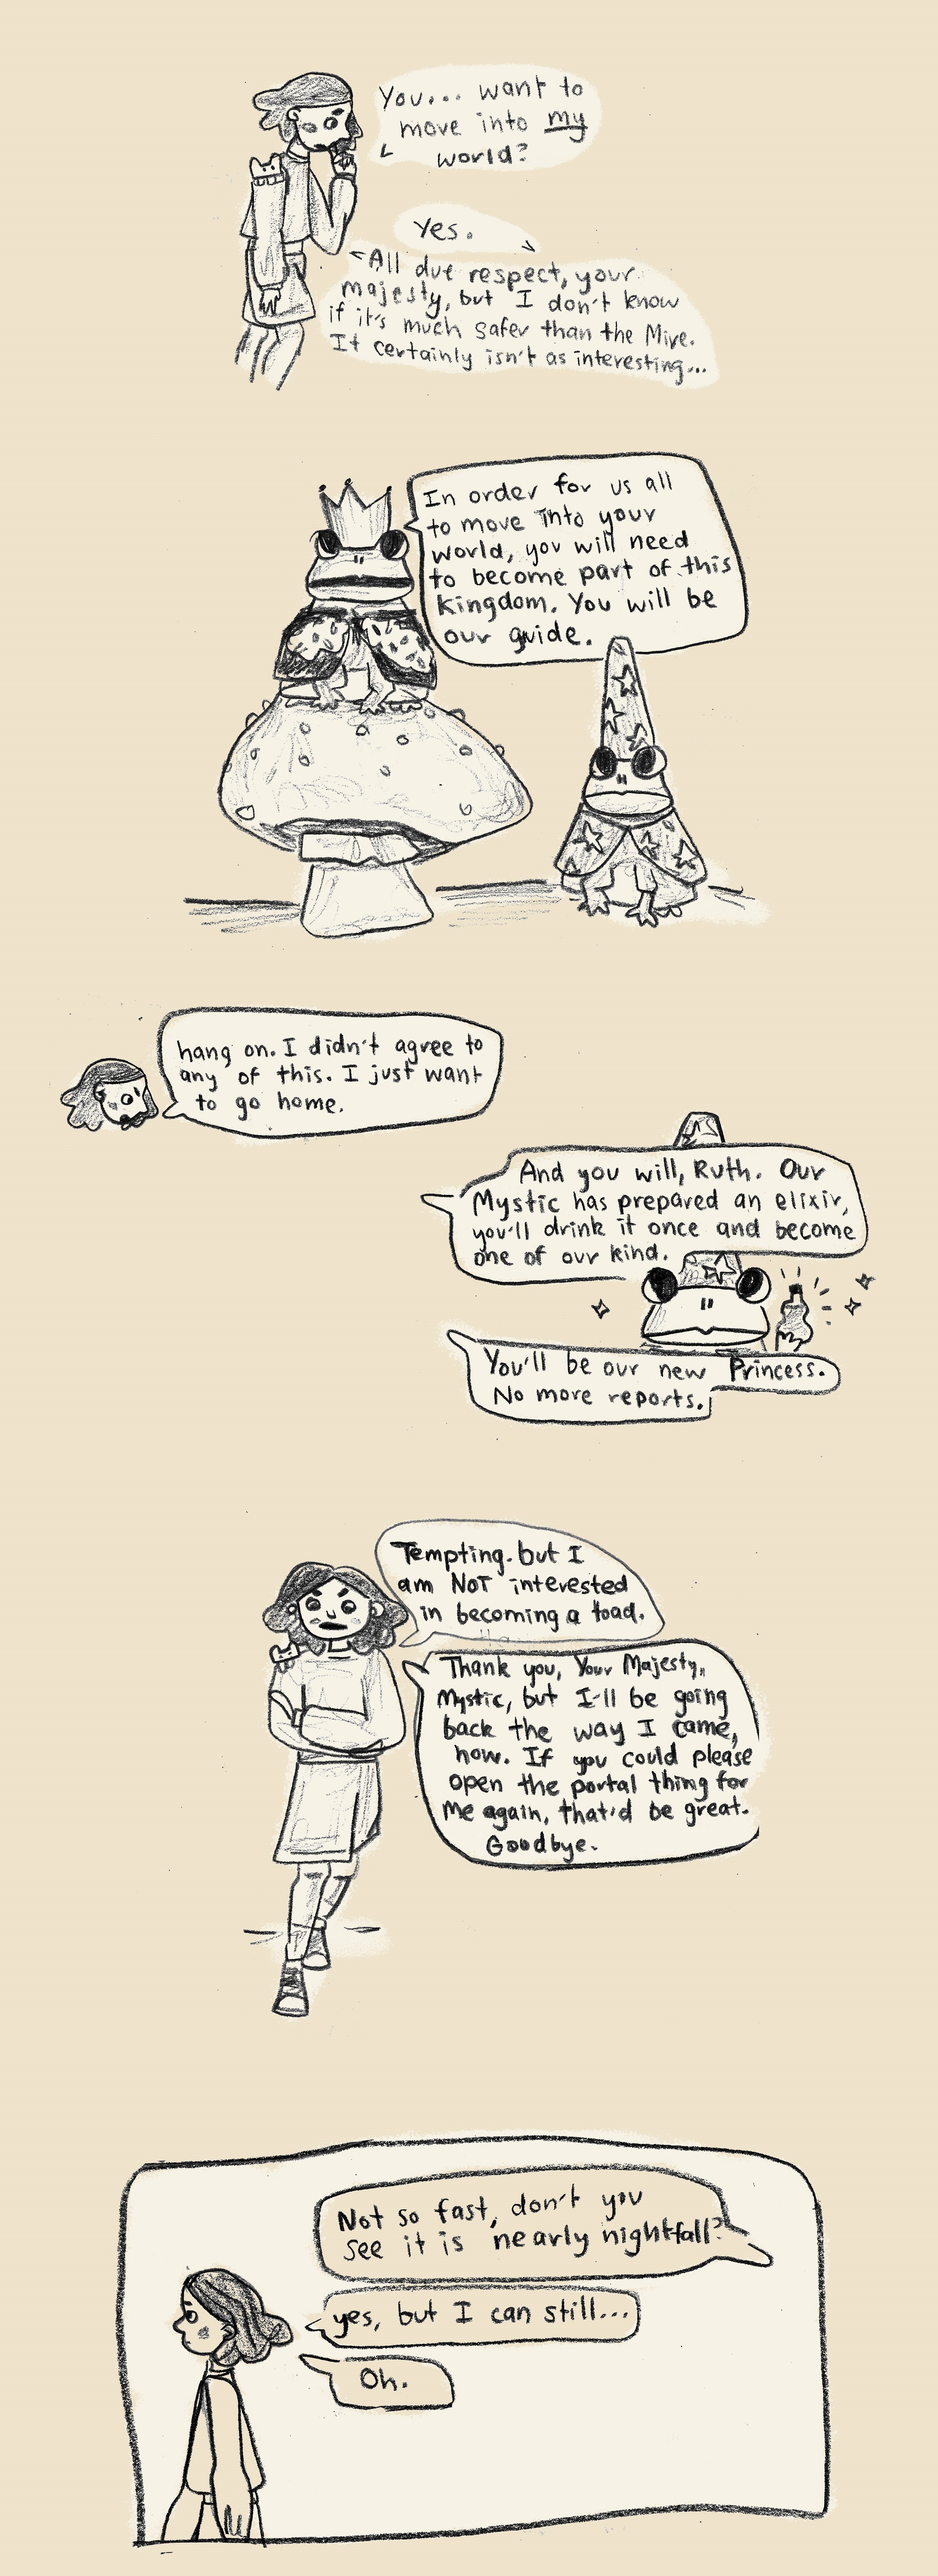 You... want to
move into my
world?
Yes.
All due respect, your
majesty, but I don't know
if it's much safer than the Mire.
It certainly isn't as interesting...
In order for us all
to move into your
world, you will need
to become part of this
kingdom. You will be
our guide.
hang on. I didn't agree to
any of this. I just want
to go home.
And you will, Ruth. Our
Mystic has prepared an elixir,
you'll drink it once and become
one of our kind.
You'll be our new Princess.
No more reports.
Tempting. but I
am NOT interested
in becoming a toad.
Thank you, Your Majesty,
Mystic, but I'll be going
back the way I came,
now. If you could please
open the portal thing for
me again, that'd be great.
Goodbye.
Not so fast, don't you
see it is nearly nightfall?
yes, but I can still...
Oh.